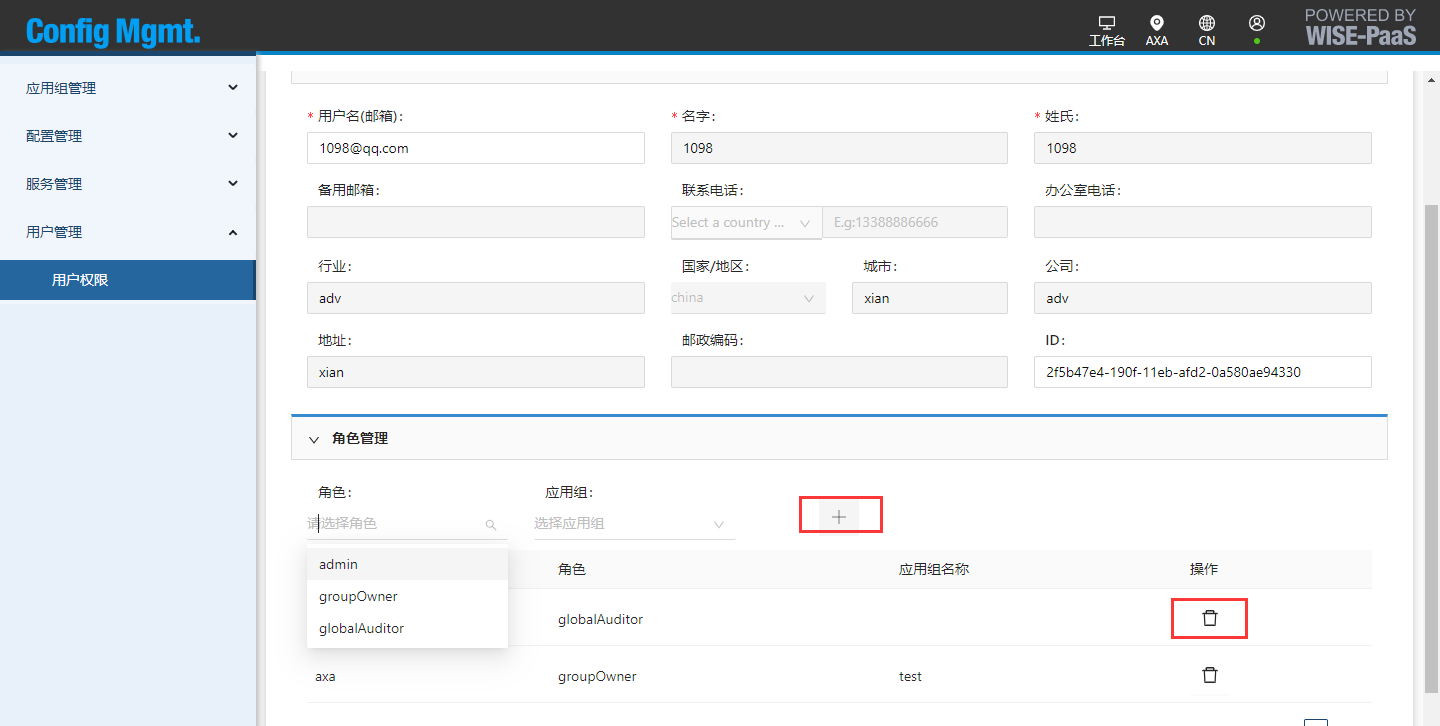 Config Mgmt.
工作台
AXA
CN
POWERED BY
WISE-PaaS
应用组管理
配置管理
服务管理
用户管理
用户权限
* 用户名(邮箱): * 名字: * 姓氏:
1098@qq.com 1098 1098
备用邮箱: 联系电话: 办公室电话:
Select a country ... E.g:13388886666
行业: 国家/地区: 城市: 公司:
adv china xian adv
地址: 邮政编码: ID:
xian 2f5b47e4-190f-11eb-afd2-0a580ae94330
角色管理
角色: 应用组:
请选择角色 选择应用组
admin
groupOwner
globalAuditor
角色 应用组名称 操作
globalAuditor
axa groupOwner test